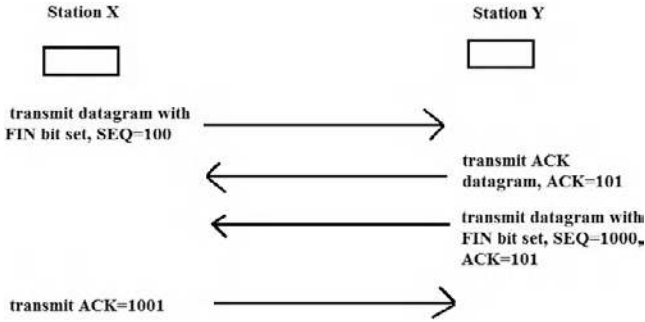 Station X
Station Y
transmit datagram with
FIN bit set, SEQ=100
transmit ACK
datagram, ACK=101
transmit datagram with
FIN bit set, SEQ=1000,
ACK=101
transmit ACK=1001